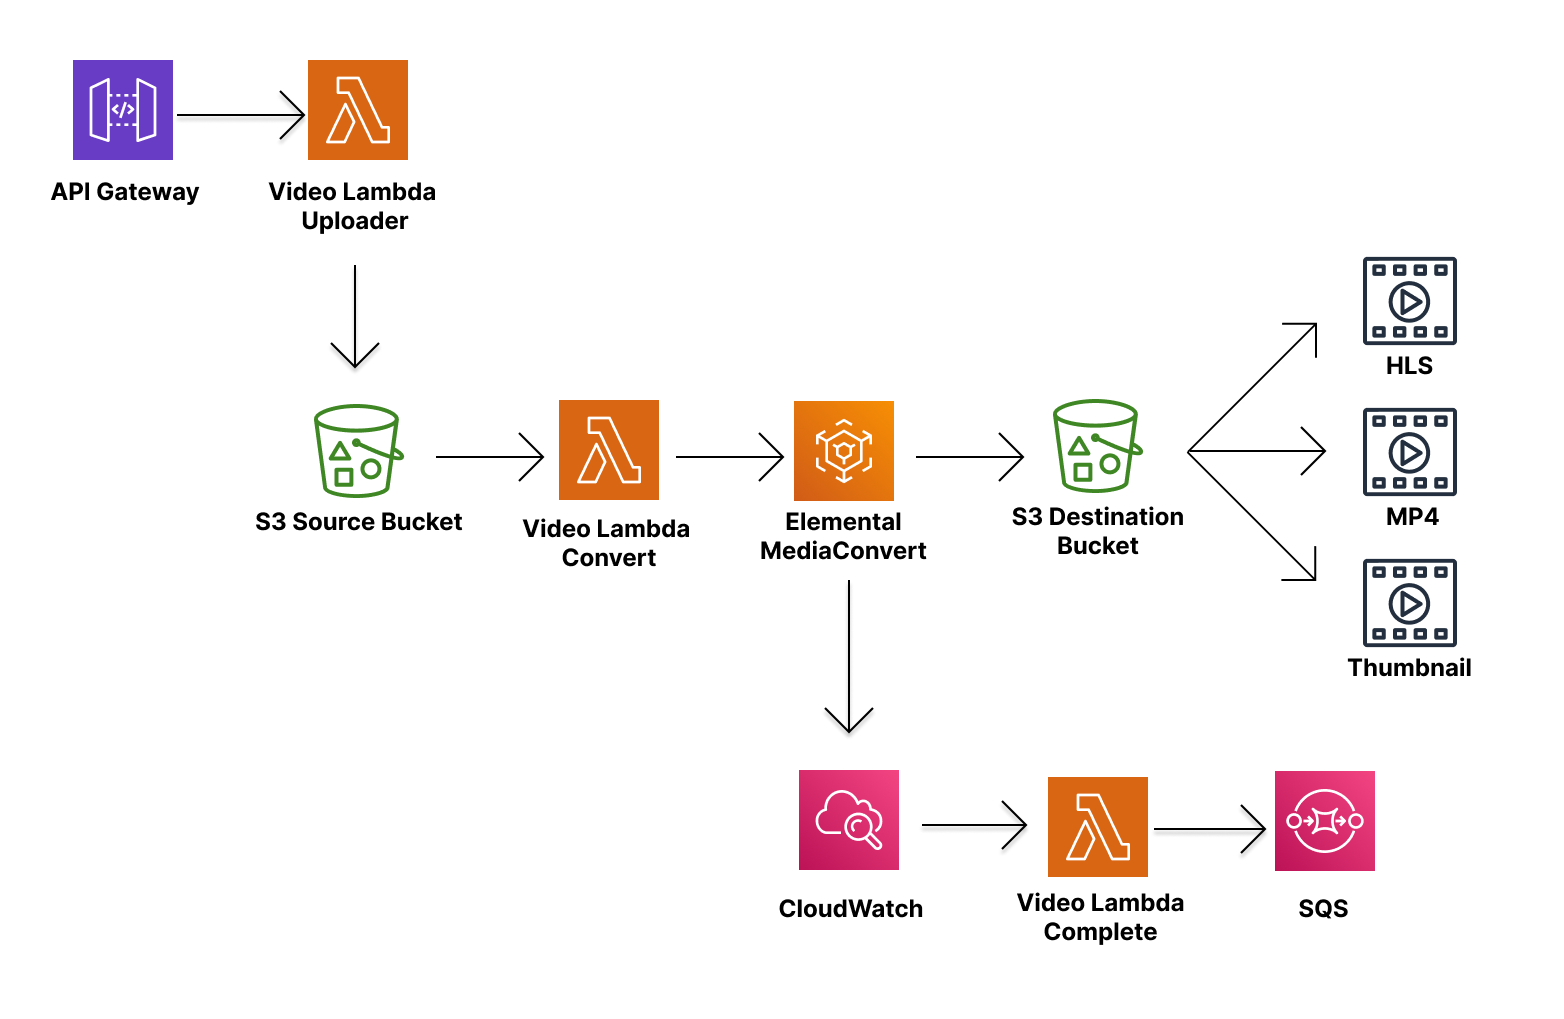 API Gateway
Video Lambda
Uploader
S3 Source Bucket
Video Lambda
Convert
Elemental
MediaConvert
S3 Destination
Bucket
HLS
MP4
Thumbnail
CloudWatch
Video Lambda
Complete
SQS